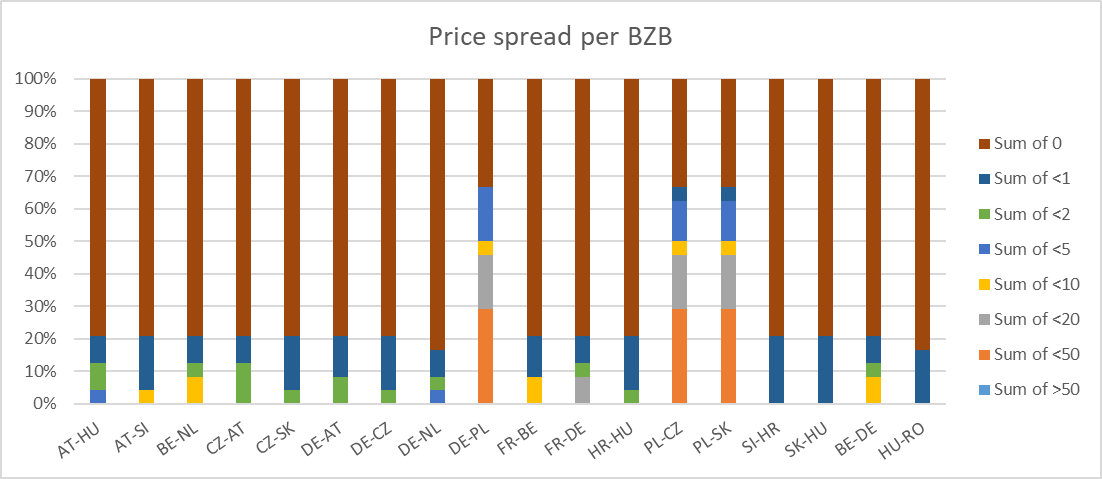 Price spread per BZB
100%
90%
80%
70%
60%
50%
40%
30%
20%
10%
0%
AT-HU
AT-SI
BE-NL
CZ-AT
CZ-SK
DE-AT
DE-CZ
DE-NL
DE-PL
FR-BE
FR-DE
HR-HU
PL-CZ
PL-SK
SI-HR
SK-HU
BE-DE
HU-RO
Sum of 0
Sum of <1
Sum of <2
Sum of <5
Sum of <10
Sum of <20
Sum of <50
Sum of >50